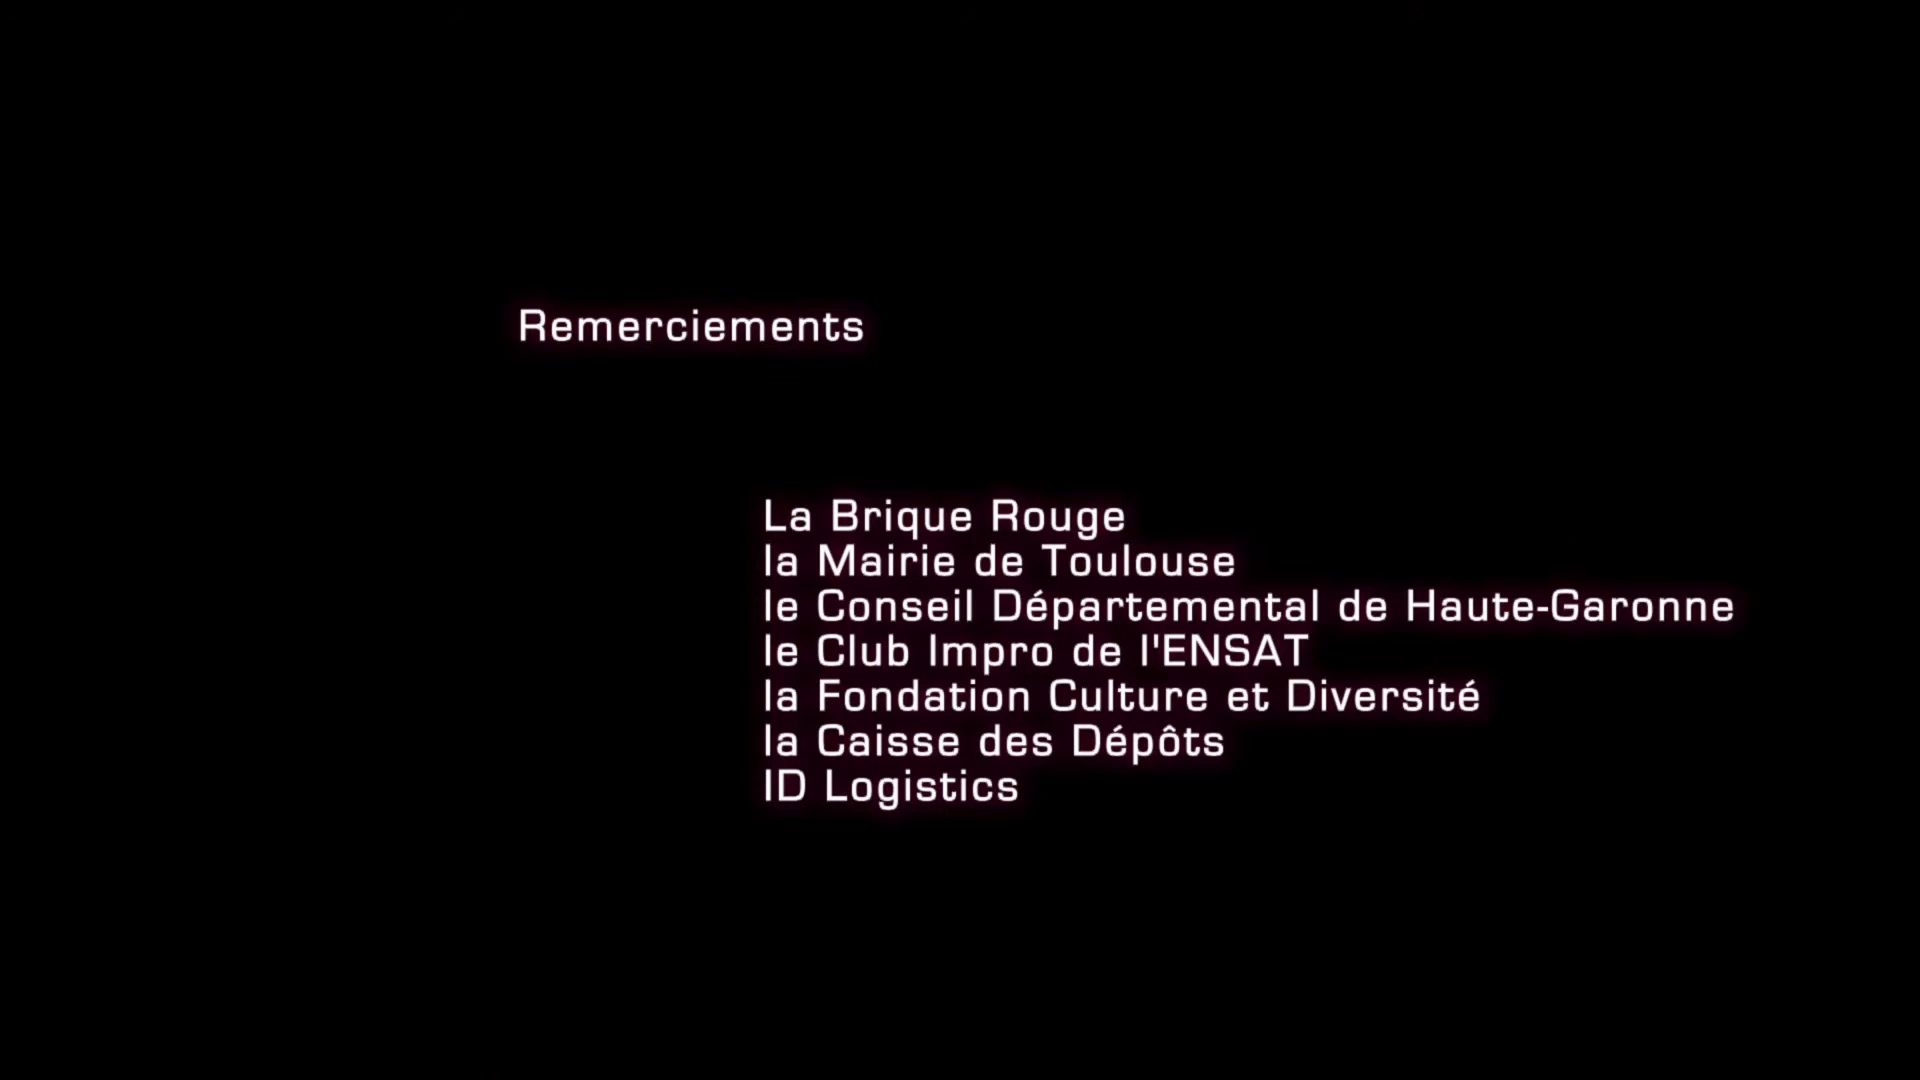 Remerciements
La Brique Rouge
la Mairie de Toulouse
le Conseil Départemental de Haute-Garonne
le Club Impro de l'ENSAT
la Fondation Culture et Diversité
la Caisse des Dépôts
ID Logistics